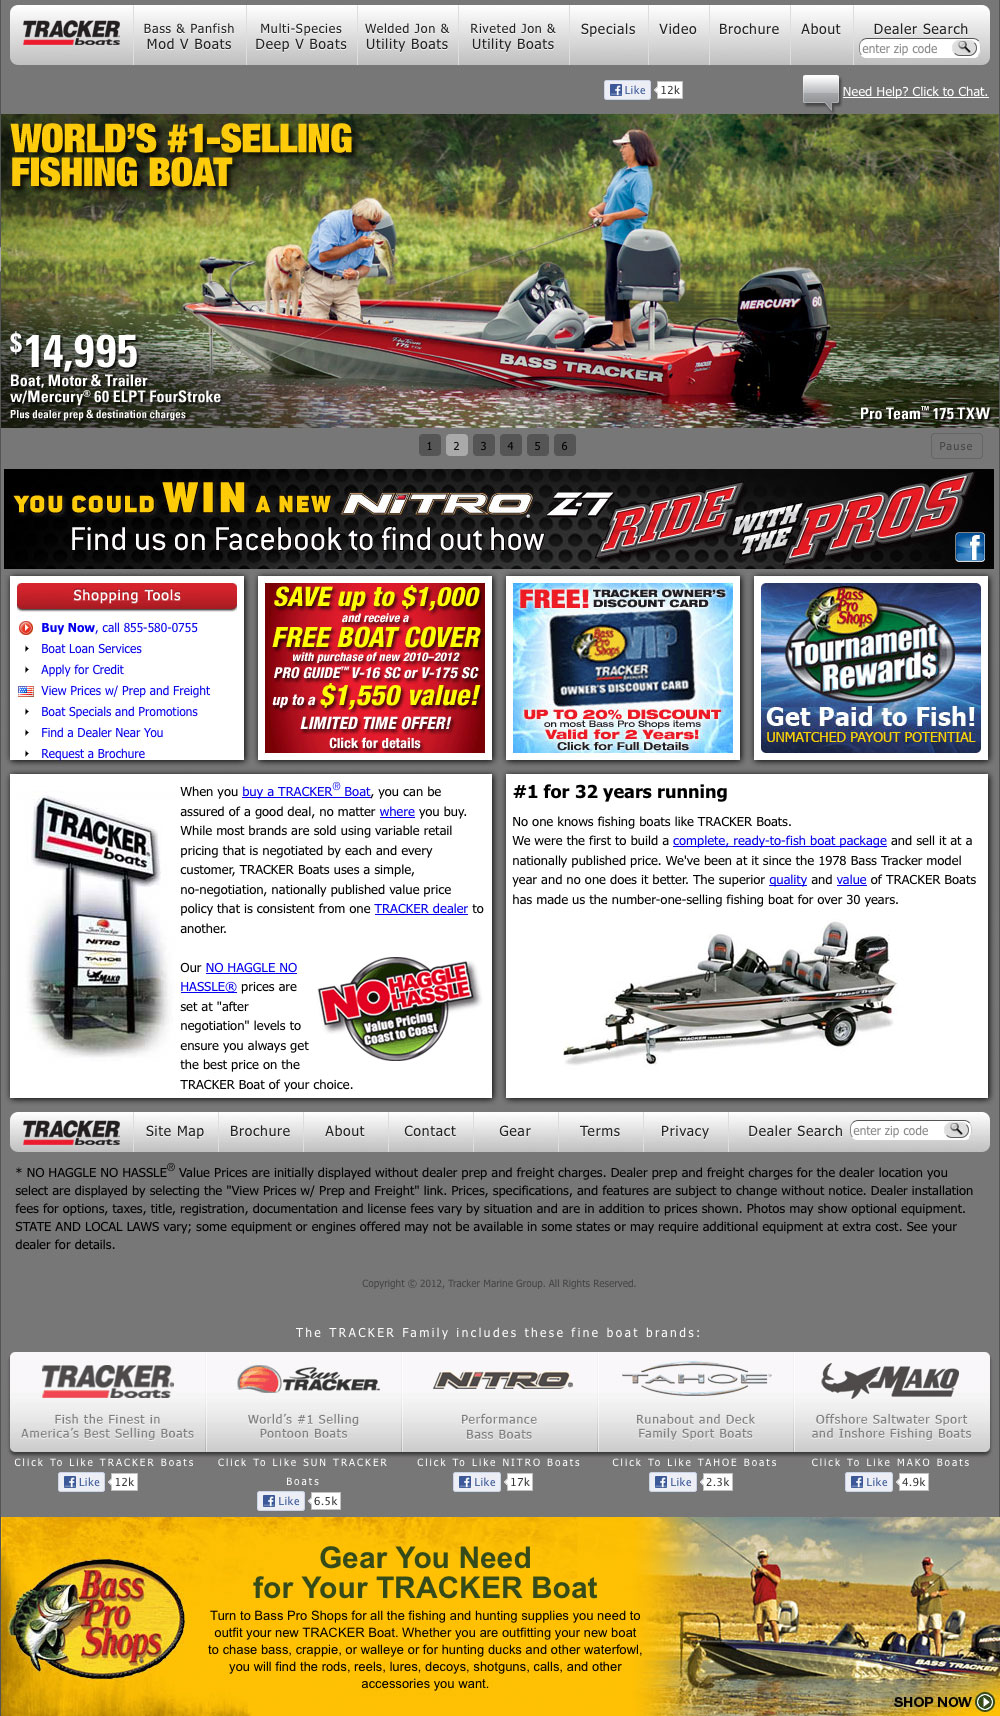 TRACKER boats
Bass & Panfish
Mod V Boats
Multi-Species
Deep V Boats
Welded Jon &
Utility Boats
Riveted Jon &
Utility Boats
Specials
Video
Brochure
About
Dealer Search
enter zip code
Like 12k
Need Help? Click to Chat.
WORLD'S #1-SELLING
FISHING BOAT
MERCURY 60
BASS TRACKER
$14,995
Boat, Motor & Trailer
w/Mercury® 60 ELPT FourStroke
Plus dealer prep & destination charges
Pro Team™ 175 TXW
1 2 3 4 5 6
Pause
YOU COULD WIN A NEW NITRO Z-7 RIDE WITH THE PROS
Find us on Facebook to find out how
Shopping Tools
Buy Now, call 855-580-0755
Boat Loan Services
Apply for Credit
View Prices w/ Prep and Freight
Boat Specials and Promotions
Find a Dealer Near You
Request a Brochure
SAVE up to $1,000
and receive a
FREE BOAT COVER
with purchase of new 2010–2012
PRO GUIDE™ V-16 SC or V-175 SC
up to a $1,550 value!
LIMITED TIME OFFER!
Click for details
FREE! TRACKER OWNER'S
DISCOUNT CARD
Bass Pro Shops VIP
TRACKER
OWNER'S DISCOUNT CARD
UP TO 20% DISCOUNT
on most Bass Pro Shops items
Valid for 2 Years!
Click for Full Details
Bass Pro Shops
Tournament
Rewards
Get Paid to Fish!
UNMATCHED PAYOUT POTENTIAL
TRACKER boats
Sun Tracker
NITRO
TAHOE
MAKO
When you buy a TRACKER® Boat, you can be
assured of a good deal, no matter where you buy.
While most brands are sold using variable retail
pricing that is negotiated by each and every
customer, TRACKER Boats uses a simple,
no-negotiation, nationally published value price
policy that is consistent from one TRACKER dealer to
another.
Our NO HAGGLE NO
HASSLE® prices are
set at "after
negotiation" levels to
ensure you always get
the best price on the
TRACKER Boat of your choice.
NO HAGGLE HASSLE
Value Pricing
Coast to Coast
#1 for 32 years running
No one knows fishing boats like TRACKER Boats.
We were the first to build a complete, ready-to-fish boat package and sell it at a
nationally published price. We've been at it since the 1978 Bass Tracker model
year and no one does it better. The superior quality and value of TRACKER Boats
has made us the number-one-selling fishing boat for over 30 years.
TRACKER boats
Site Map
Brochure
About
Contact
Gear
Terms
Privacy
Dealer Search
enter zip code
* NO HAGGLE NO HASSLE® Value Prices are initially displayed without dealer prep and freight charges. Dealer prep and freight charges for the dealer location you
select are displayed by selecting the "View Prices w/ Prep and Freight" link. Prices, specifications, and features are subject to change without notice. Dealer installation
fees for options, taxes, title, registration, documentation and license fees vary by situation and are in addition to prices shown. Photos may show optional equipment.
STATE AND LOCAL LAWS vary; some equipment or engines offered may not be available in some states or may require additional equipment at extra cost. See your
dealer for details.
Copyright © 2012, Tracker Marine Group. All Rights Reserved.
The TRACKER Family includes these fine boat brands:
TRACKER boats
Fish the Finest in
America's Best Selling Boats
Sun TRACKER
World's #1 Selling
Pontoon Boats
NITRO
Performance
Bass Boats
TAHOE
Runabout and Deck
Family Sport Boats
MAKO
Offshore Saltwater Sport
and Inshore Fishing Boats
Click To Like TRACKER Boats
Like 12k
Click To Like SUN TRACKER
Boats
Like 6.5k
Click To Like NITRO Boats
Like 17k
Click To Like TAHOE Boats
Like 2.3k
Click To Like MAKO Boats
Like 4.9k
Bass Pro Shops
Gear You Need
for Your TRACKER Boat
Turn to Bass Pro Shops for all the fishing and hunting supplies you need to
outfit your new TRACKER Boat. Whether you are outfitting your new boat
to chase bass, crappie, or walleye or for hunting ducks and other waterfowl,
you will find the rods, reels, lures, decoys, shotguns, calls, and other
accessories you want.
BASS TRACKER
SHOP NOW